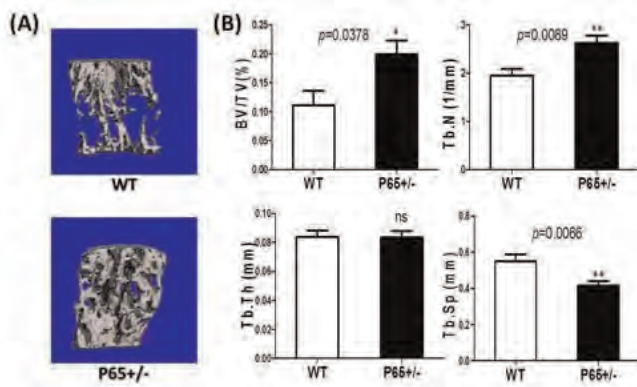 (A)
WT
P65+/-
(B)
BV/TV(%)
0.25
0.20
0.15
0.10
0.05
0.00
p=0.0378
*
WT
P65+/-
Tb.N (1/mm)
3
2
1
0
p=0.0069
**
WT
P65+/-
Tb.Th (mm)
0.10
0.08
0.06
0.04
0.02
0.00
ns
WT
P65+/-
Tb.Sp (mm)
0.8
0.6
0.4
0.2
0.0
p=0.0066
**
WT
P65+/-